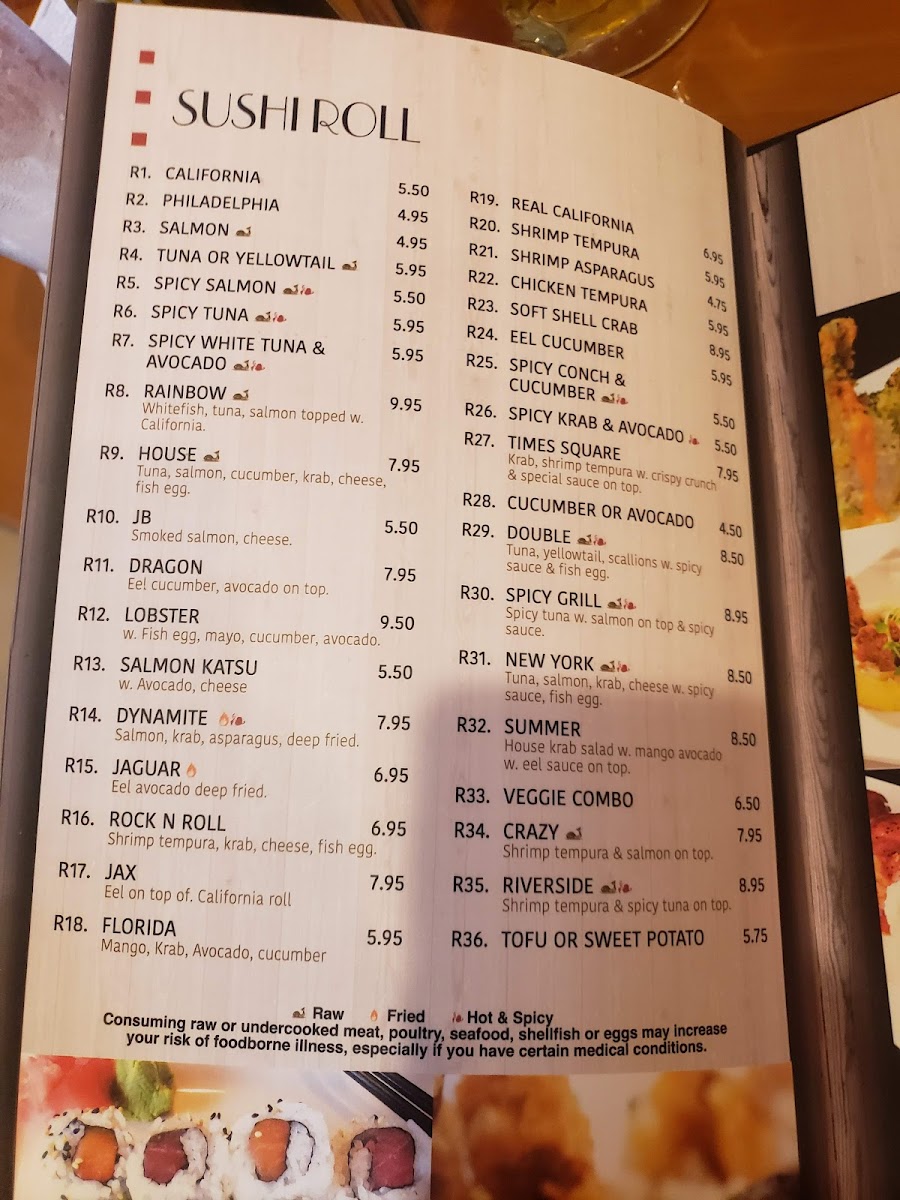 SUSHI ROLL
R1. CALIFORNIA 5.50
R2. PHILADELPHIA 4.95
R3. SALMON 4.95
R4. TUNA OR YELLOWTAIL 5.95
R5. SPICY SALMON 5.50
R6. SPICY TUNA 5.95
R7. SPICY WHITE TUNA &
AVOCADO 5.95
R8. RAINBOW 9.95
Whitefish, tuna, salmon topped w.
California.
R9. HOUSE 7.95
Tuna, salmon, cucumber, krab, cheese,
fish egg.
R10. JB 5.50
Smoked salmon, cheese.
R11. DRAGON 7.95
Eel cucumber, avocado on top.
R12. LOBSTER 9.50
w. Fish egg, mayo, cucumber, avocado.
R13. SALMON KATSU 5.50
w. Avocado, cheese
R14. DYNAMITE 7.95
Salmon, krab, asparagus, deep fried.
R15. JAGUAR 6.95
Eel avocado deep fried.
R16. ROCK N ROLL 6.95
Shrimp tempura, krab, cheese, fish egg.
R17. JAX 7.95
Eel on top of. California roll
R18. FLORIDA 5.95
Mango, Krab, Avocado, cucumber
R19. REAL CALIFORNIA 6.95
R20. SHRIMP TEMPURA 5.95
R21. SHRIMP ASPARAGUS 4.75
R22. CHICKEN TEMPURA 5.95
R23. SOFT SHELL CRAB 8.95
R24. EEL CUCUMBER 5.95
R25. SPICY CONCH &
CUCUMBER 5.50
R26. SPICY KRAB & AVOCADO 5.50
R27. TIMES SQUARE 7.95
Krab, shrimp tempura w. crispy crunch
& special sauce on top.
R28. CUCUMBER OR AVOCADO 4.50
R29. DOUBLE 8.50
Tuna, yellowtail, scallions w. spicy
sauce & fish egg.
R30. SPICY GRILL 8.95
Spicy tuna w. salmon on top & spicy
sauce.
R31. NEW YORK 8.50
Tuna, salmon, krab, cheese w. spicy
sauce, fish egg.
R32. SUMMER 8.50
House krab salad w. mango avocado
w. eel sauce on top.
R33. VEGGIE COMBO 6.50
R34. CRAZY 7.95
Shrimp tempura & salmon on top.
R35. RIVERSIDE 8.95
Shrimp tempura & spicy tuna on top.
R36. TOFU OR SWEET POTATO 5.75
Raw Fried Hot & Spicy
Consuming raw or undercooked meat, poultry, seafood, shellfish or eggs may increase
your risk of foodborne illness, especially if you have certain medical conditions.